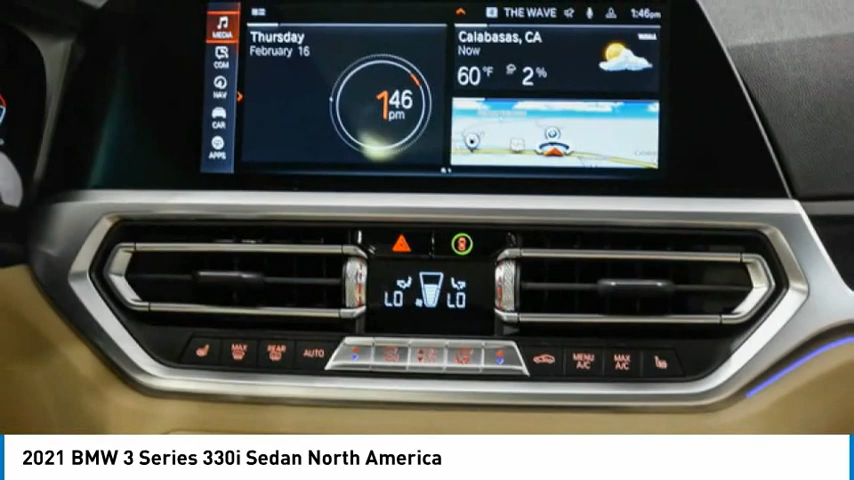 THE WAVE 1:46pm
MEDIA
COM
NAV
CAR
APPS
Thursday
February 16
146
pm
Calabasas, CA
Now
60°F 2%
LO LO
MAX
REAR
AUTO
MENU
A/C
MAX
A/C
2021 BMW 3 Series 330i Sedan North America